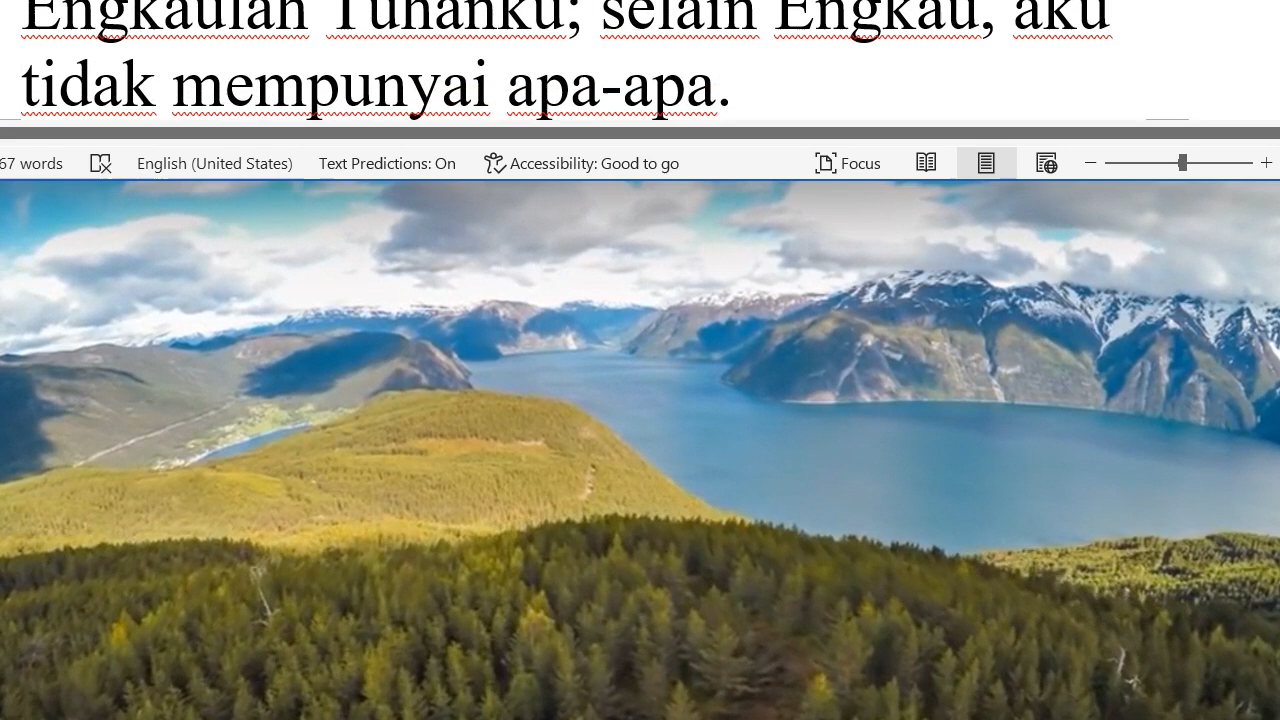 Engkaulah Tuhanku; selain Engkau, aku
tidak mempunyai apa-apa.
67 words English (United States) Text Predictions: On Accessibility: Good to go Focus